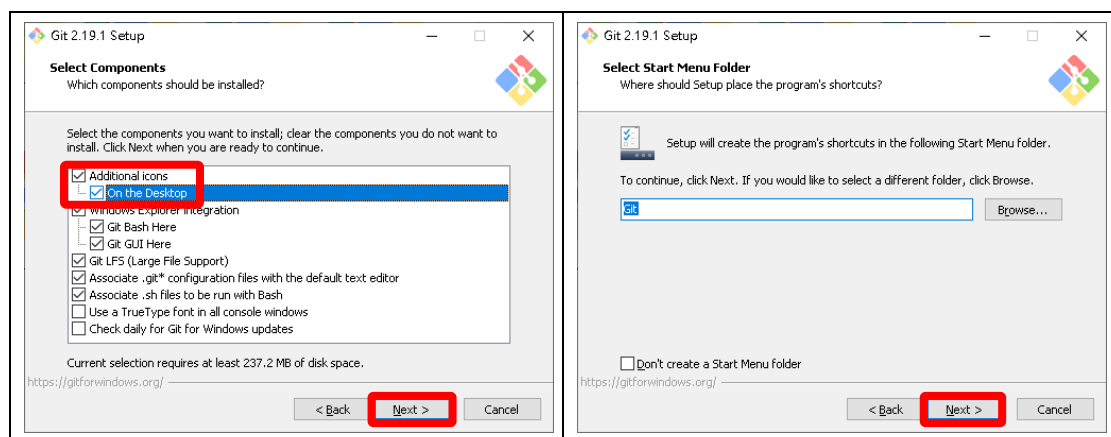 Git 2.19.1 Setup
Select Components
Which components should be installed?
Select the components you want to install; clear the components you do not want to
install. Click Next when you are ready to continue.
Additional icons
On the Desktop
Windows Explorer integration
Git Bash Here
Git GUI Here
Git LFS (Large File Support)
Associate .git* configuration files with the default text editor
Associate .sh files to be run with Bash
Use a TrueType font in all console windows
Check daily for Git for Windows updates
Current selection requires at least 237.2 MB of disk space.
https://gitforwindows.org/
< Back Next > Cancel
Git 2.19.1 Setup
Select Start Menu Folder
Where should Setup place the program's shortcuts?
Setup will create the program's shortcuts in the following Start Menu folder.
To continue, click Next. If you would like to select a different folder, click Browse.
Git Browse...
Don't create a Start Menu folder
https://gitforwindows.org/
< Back Next > Cancel